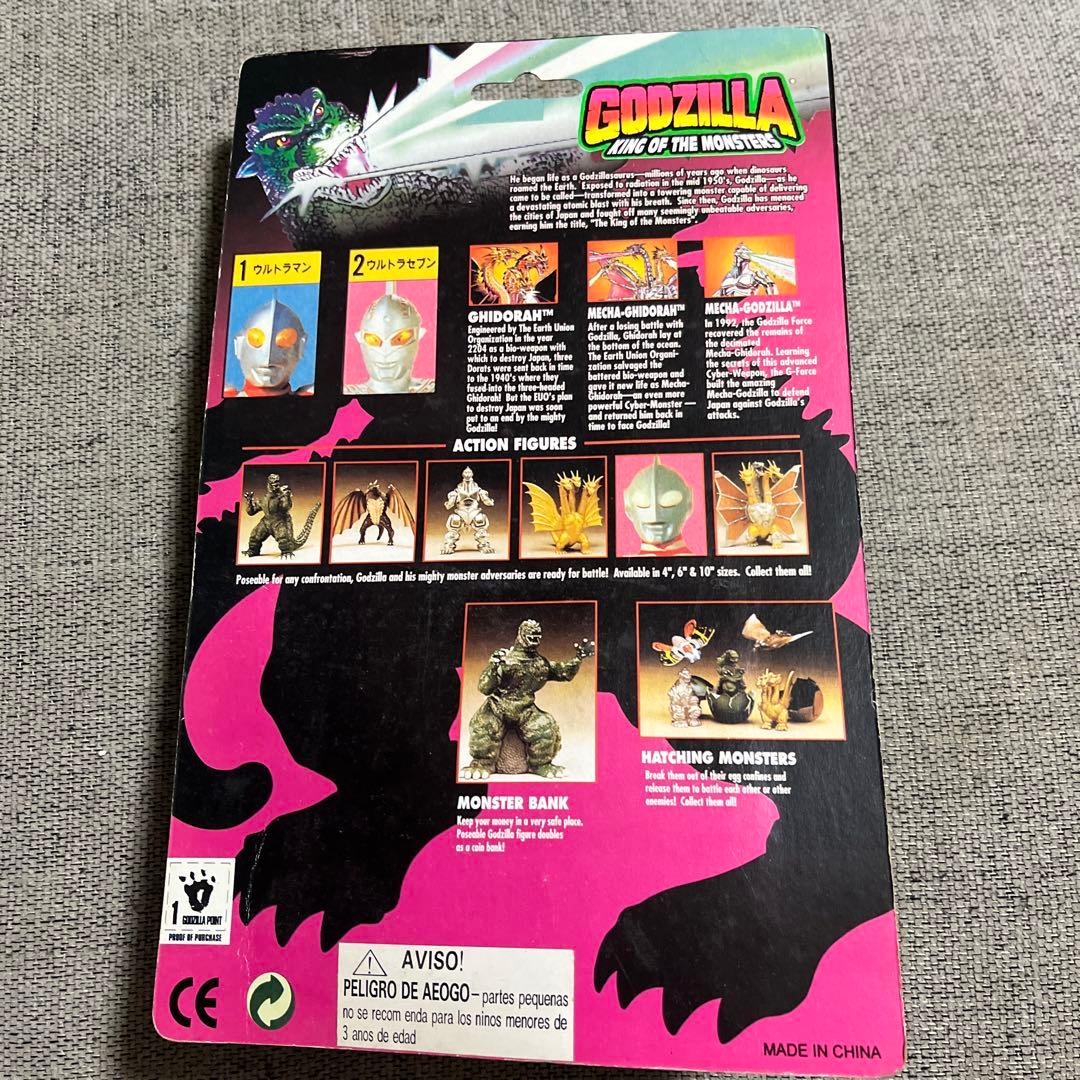 GODZILLA
KING OF THE MONSTERS
He began life as a Godzillasaurus—millions of years ago when dinosaurs
roamed the Earth. Exposed to radiation in the mid 1950's, Godzilla—as he
came to be called—transformed into a towering monster capable of delivering
a devastating atomic blast with his breath. Since then, Godzilla has menaced
the cities of Japan and fought off many seemingly unbeatable adversaries,
earning him the title, "The King of the Monsters".
1 ウルトラマン
2 ウルトラセブン
GHIDORAH™
Engineered by The Earth Union
Organization in the year
2204 as a bio-weapon with
which to destroy Japan, three
Dorats were sent back in time
to the 1940's where they
fused into the three-headed
Ghidorah! But the EUO's plan
to destroy Japan was soon
put to an end by the mighty
Godzilla!
MECHA-GHIDORAH™
After a losing battle with
Godzilla, Ghidorah lay at
the bottom of the ocean.
The Earth Union Organi-
zation salvaged the
battered bio-weapon and
gave it new life as Mecha-
Ghidorah—an even more
powerful Cyber-Monster —
and returned him back in
time to face Godzilla!
MECHA-GODZILLA™
In 1992, the Godzilla Force
recovered the remains of
the decimated
Mecha-Ghidorah. Learning
the secrets of this advanced
Cyber-Weapon, the G-Force
built the amazing
Mecha-Godzilla to defend
Japan against Godzilla's
attacks.
ACTION FIGURES
Poseable for any confrontation, Godzilla and his mighty monster adversaries are ready for battle! Available in 4", 6" & 10" sizes. Collect them all!
MONSTER BANK
Keep your money in a very safe place.
Poseable Godzilla figure doubles
as a coin bank!
HATCHING MONSTERS
Break them out of their egg confines and
release them to battle each other or other
enemies! Collect them all!
1 GODZILLA POINT
PROOF OF PURCHASE
CE
AVISO!
PELIGRO DE AEOGO – partes pequenas
no se recom enda para los ninos menores de
3 anos de edad
MADE IN CHINA